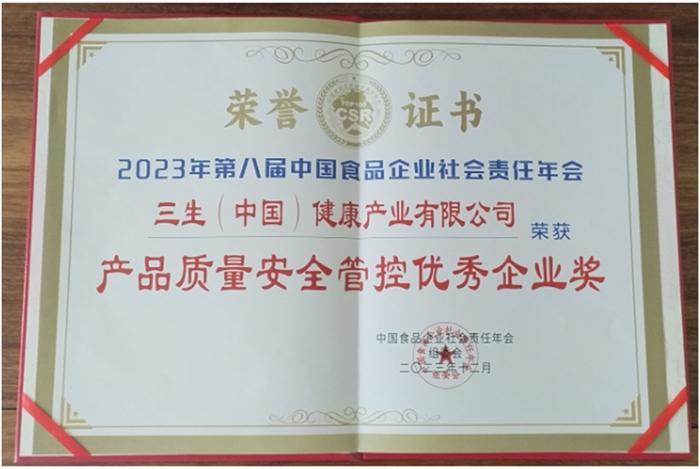 荣誉 证书
CSR
2023年第八届中国食品企业社会责任年会
三生（中国）健康产业有限公司 荣获
产品质量安全管控优秀企业奖
中国食品企业社会责任年会
组委会
二〇二三年十二月